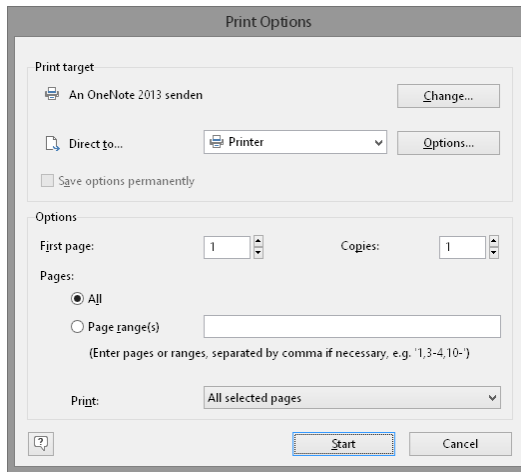 Print Options
Print target
An OneNote 2013 senden
Change...
Direct to...
Printer
Options...
Save options permanently
Options
First page:
1
Copies:
1
Pages:
All
Page range(s)
(Enter pages or ranges, separated by comma if necessary, e.g. '1,3-4,10-')
Print:
All selected pages
?
Start
Cancel